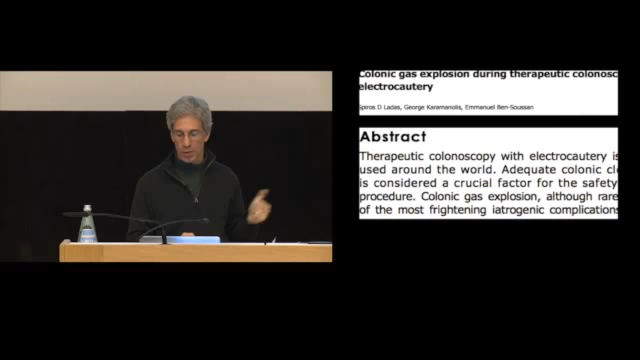 Colonic gas explosion during therapeutic colonosc
electrocautery
Spiros D Ladas, George Karamanolis, Emmanuel Ben-Soussan
Abstract
Therapeutic colonoscopy with electrocautery is
used around the world. Adequate colonic cl
is considered a crucial factor for the safety
procedure. Colonic gas explosion, although rare
of the most frightening iatrogenic complications